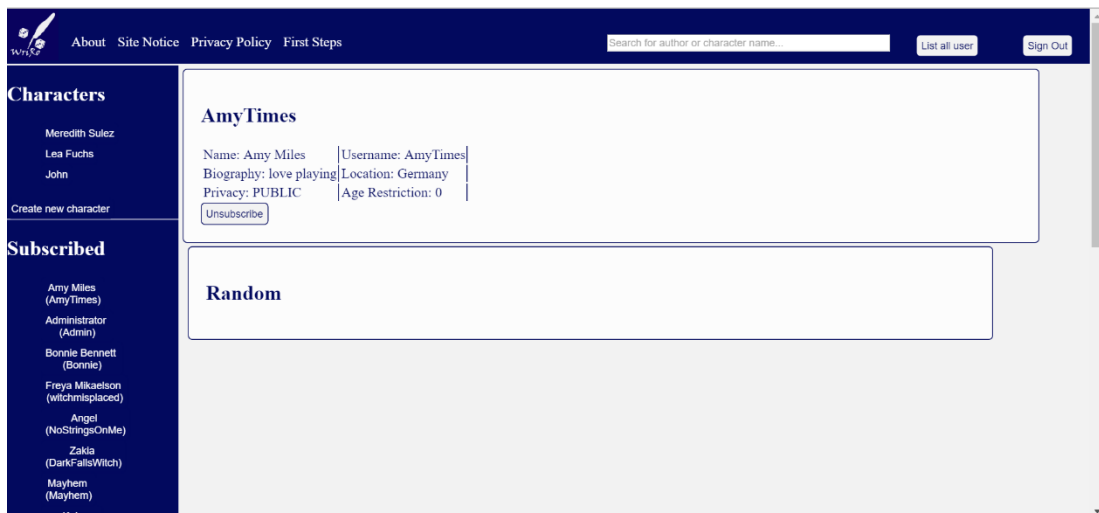 Write
About Site Notice Privacy Policy First Steps
Search for author or character name...
List all user
Sign Out
Characters
Meredith Sulez
Lea Fuchs
John
Create new character
Subscribed
Amy Miles
(AmyTimes)
Administrator
(Admin)
Bonnie Bennett
(Bonnie)
Freya Mikaelson
(witchmisplaced)
Angel
(NoStringsOnMe)
Zakia
(DarkFallsWitch)
Mayhem
(Mayhem)
AmyTimes
Name: Amy Miles Username: AmyTimes
Biography: love playing Location: Germany
Privacy: PUBLIC Age Restriction: 0
Unsubscribe
Random